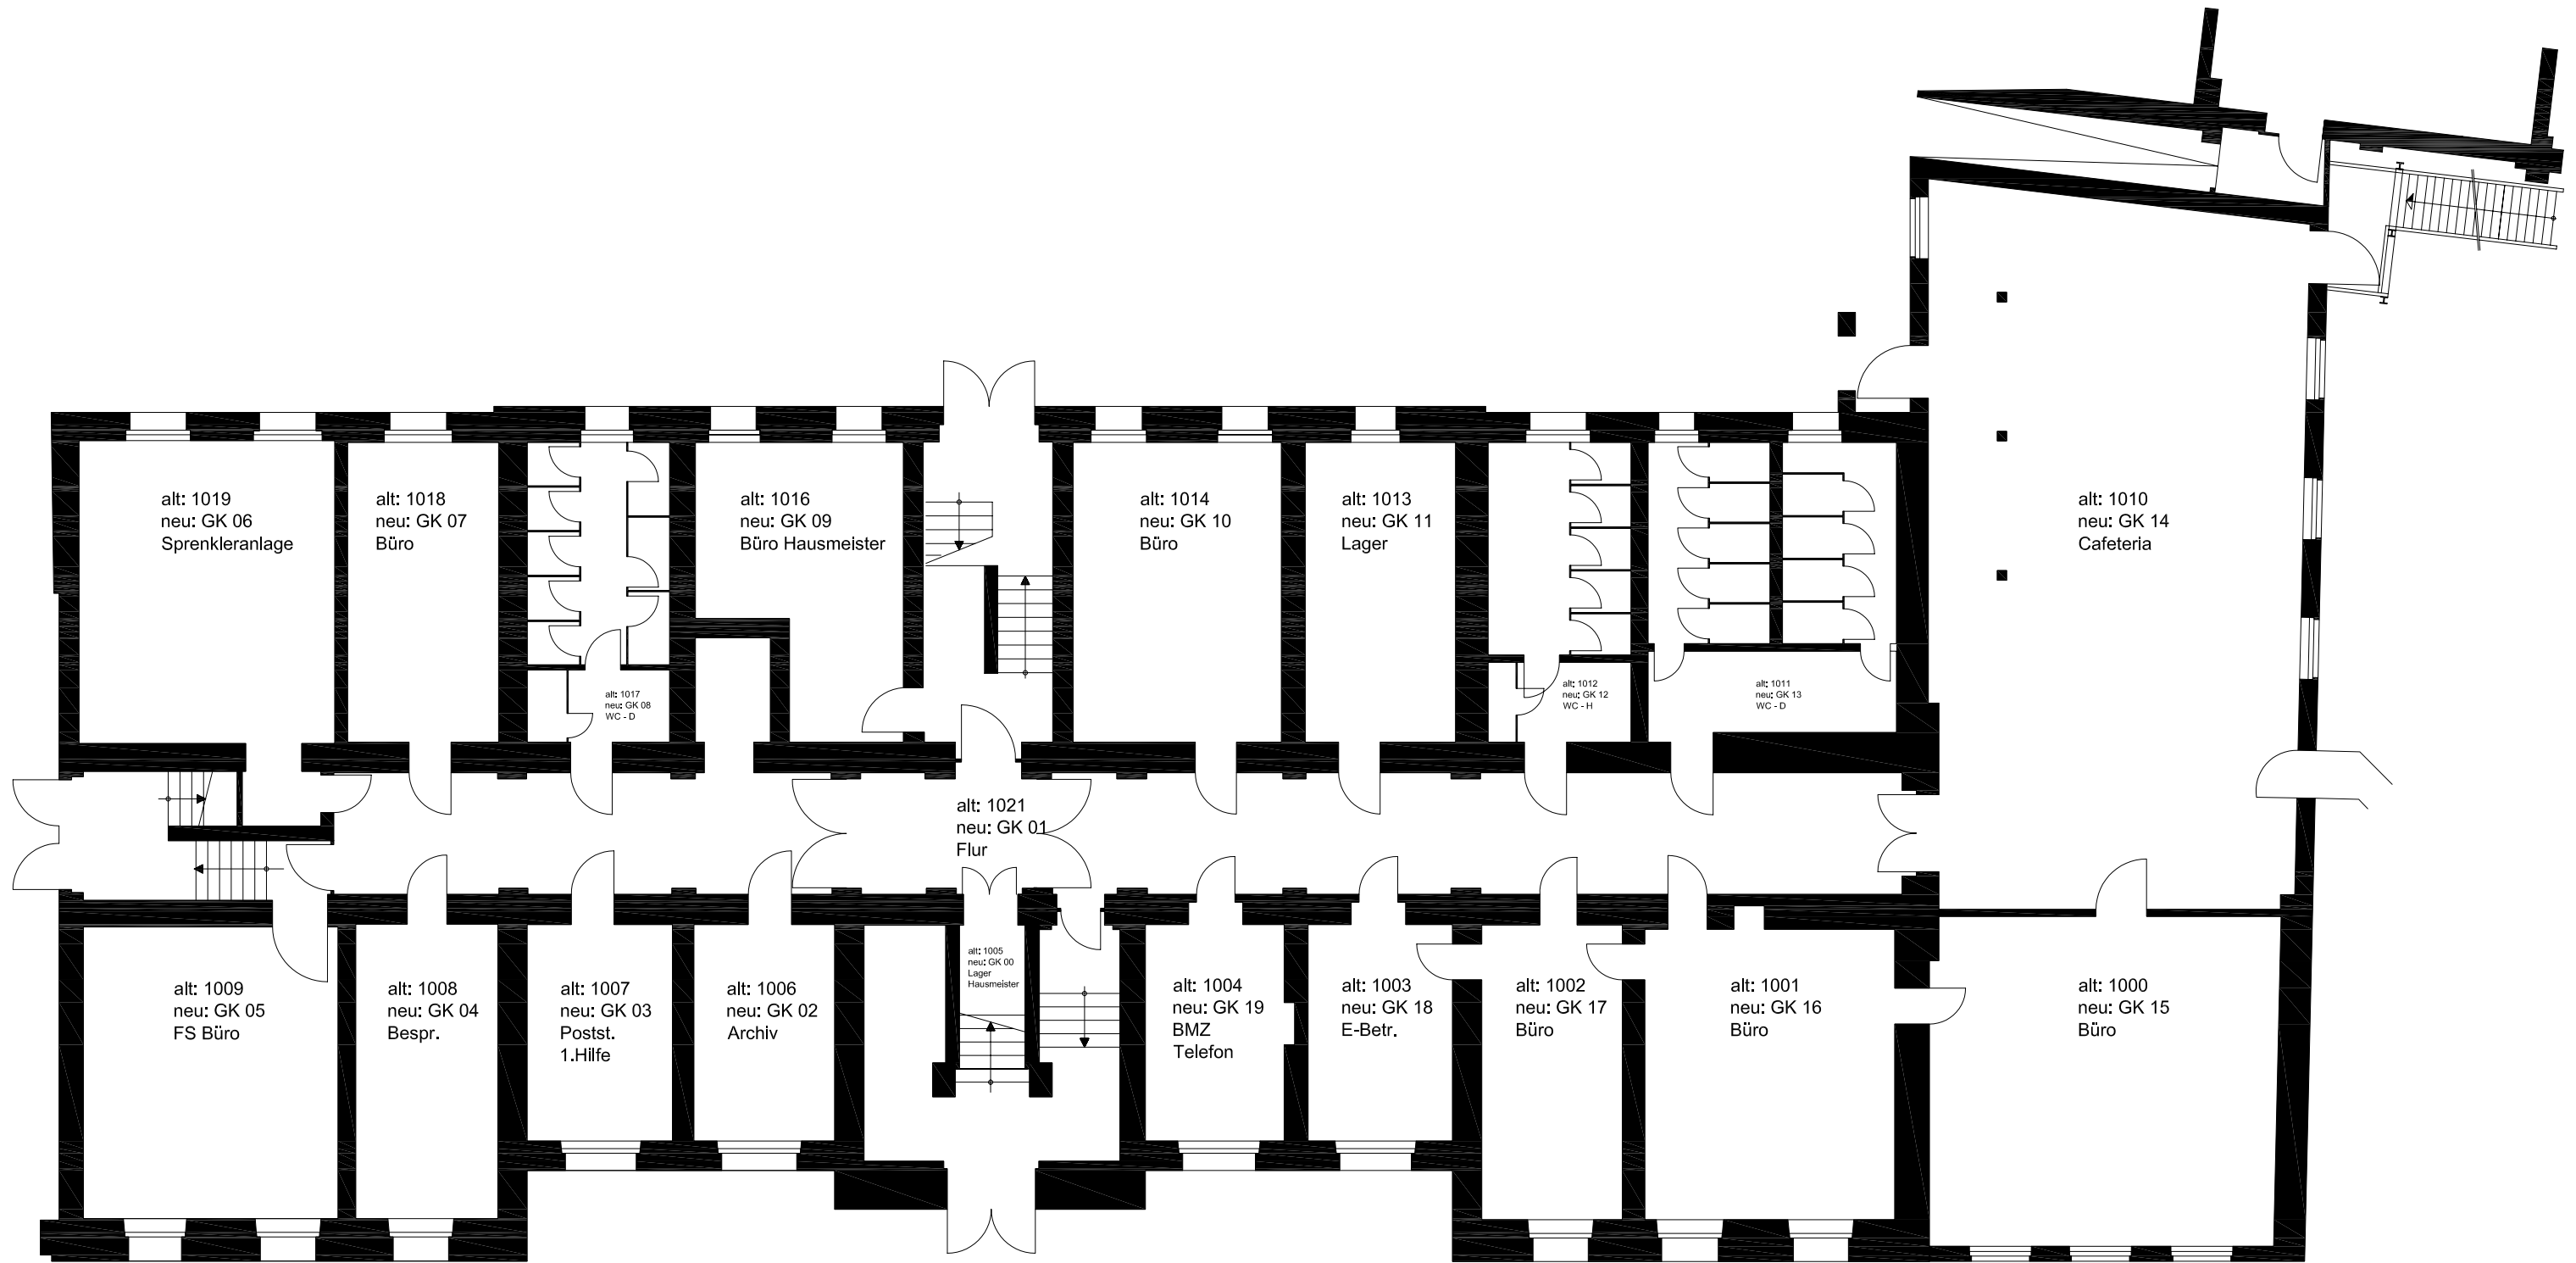 alt: 1019
neu: GK 06
Sprenkleranlage
alt: 1018
neu: GK 07
Büro
alt: 1017
neu: GK 08
WC - D
alt: 1016
neu: GK 09
Büro Hausmeister
alt: 1014
neu: GK 10
Büro
alt: 1013
neu: GK 11
Lager
alt: 1012
neu: GK 12
WC - H
alt: 1011
neu: GK 13
WC - D
alt: 1010
neu: GK 14
Cafeteria
alt: 1021
neu: GK 01
Flur
alt: 1009
neu: GK 05
FS Büro
alt: 1008
neu: GK 04
Bespr.
alt: 1007
neu: GK 03
Postst.
1.Hilfe
alt: 1006
neu: GK 02
Archiv
alt: 1005
neu: GK 00
Lager
Hausmeister
alt: 1004
neu: GK 19
BMZ
Telefon
alt: 1003
neu: GK 18
E-Betr.
alt: 1002
neu: GK 17
Büro
alt: 1001
neu: GK 16
Büro
alt: 1000
neu: GK 15
Büro